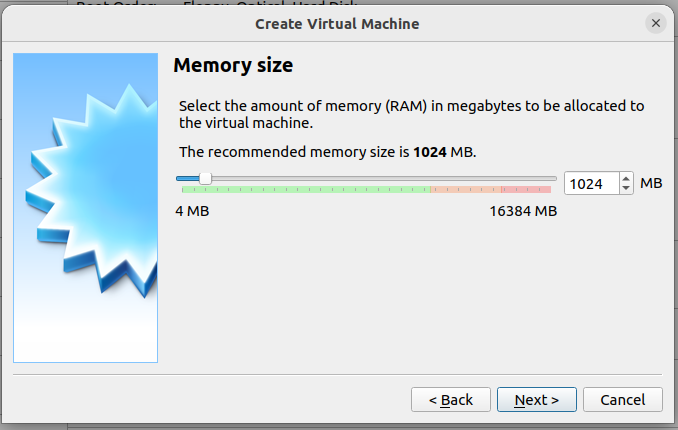 Boot Order: Floppy, Optical, Hard Disk
Create Virtual Machine
Memory size
Select the amount of memory (RAM) in megabytes to be allocated to
the virtual machine.
The recommended memory size is 1024 MB.
1024 MB
4 MB 16384 MB
< Back Next > Cancel